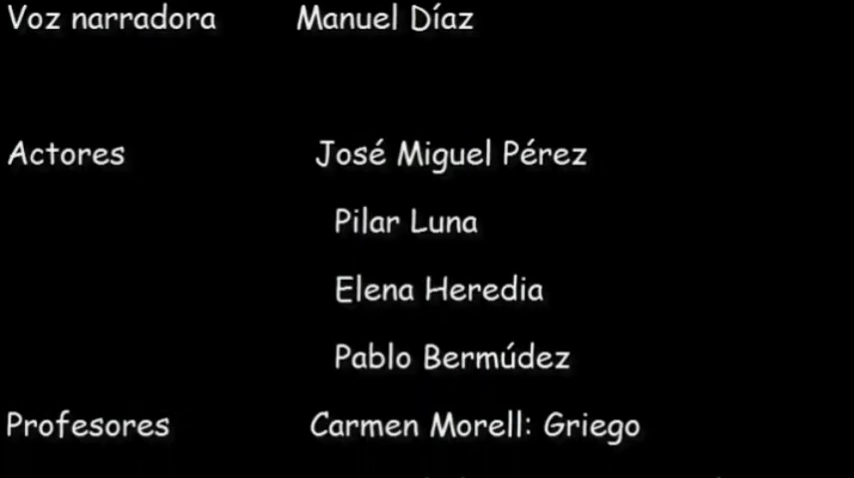 Voz narradora Manuel Díaz
Actores José Miguel Pérez
Pilar Luna
Elena Heredia
Pablo Bermúdez
Profesores Carmen Morell: Griego